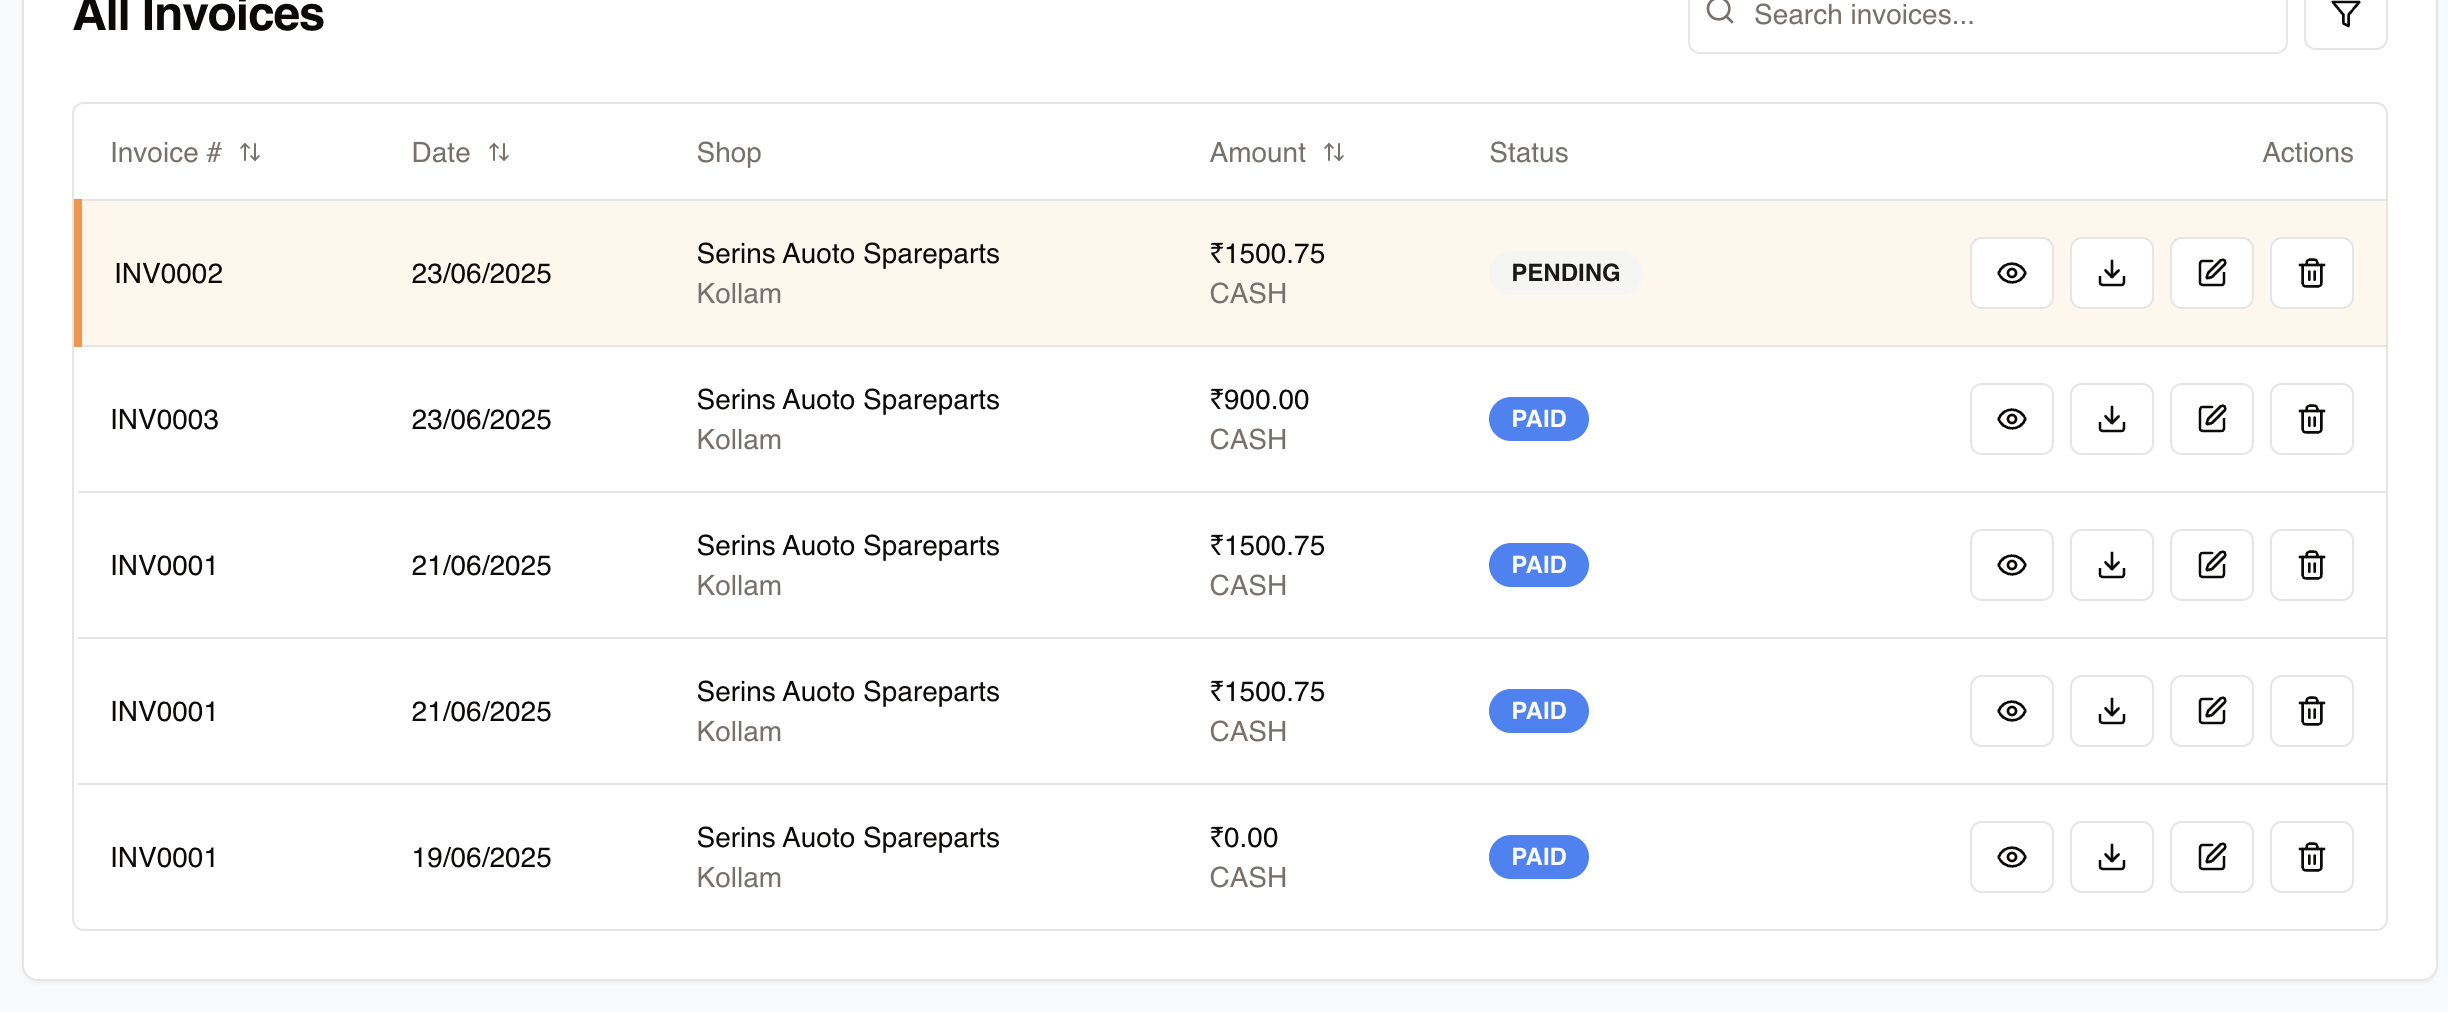 All Invoices
Search invoices...
Invoice # Date Shop Amount Status Actions
INV0002 23/06/2025 Serins Auoto Spareparts ₹1500.75 PENDING
Kollam CASH
INV0003 23/06/2025 Serins Auoto Spareparts ₹900.00 PAID
Kollam CASH
INV0001 21/06/2025 Serins Auoto Spareparts ₹1500.75 PAID
Kollam CASH
INV0001 21/06/2025 Serins Auoto Spareparts ₹1500.75 PAID
Kollam CASH
INV0001 19/06/2025 Serins Auoto Spareparts ₹0.00 PAID
Kollam CASH